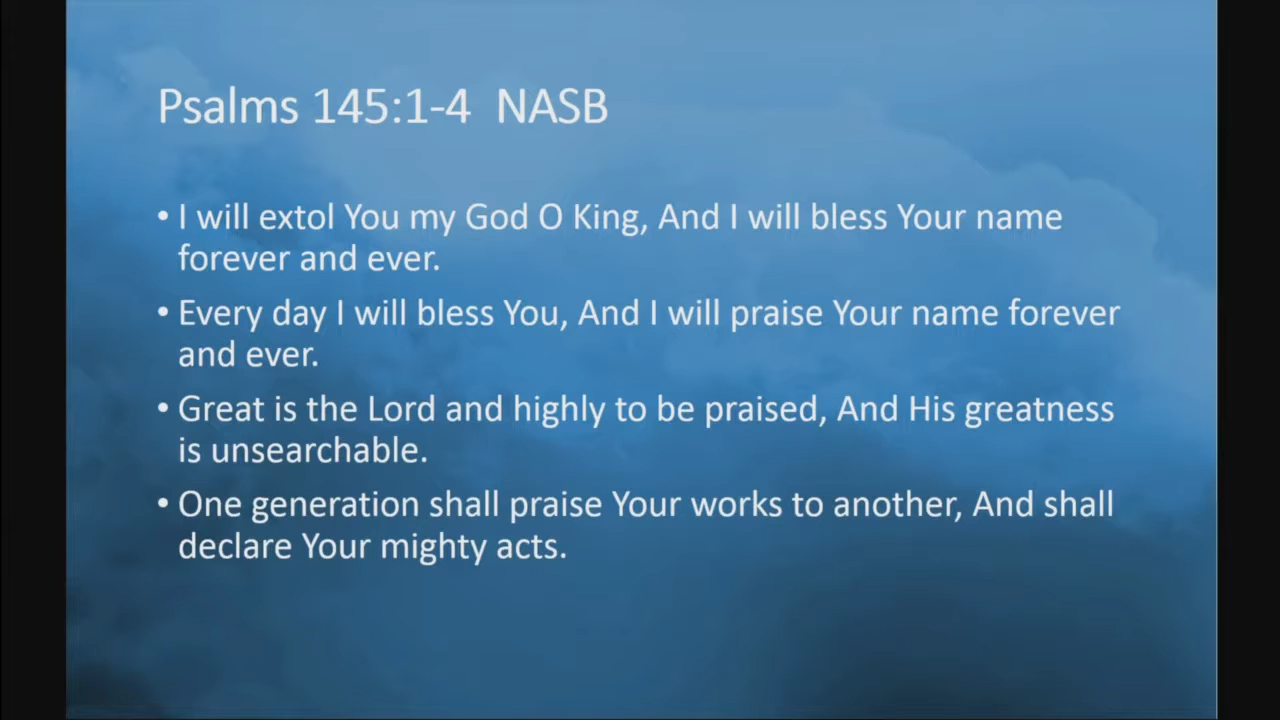 Psalms 145:1-4 NASB
• I will extol You my God O King, And I will bless Your name
forever and ever.
• Every day I will bless You, And I will praise Your name forever
and ever.
• Great is the Lord and highly to be praised, And His greatness
is unsearchable.
• One generation shall praise Your works to another, And shall
declare Your mighty acts.